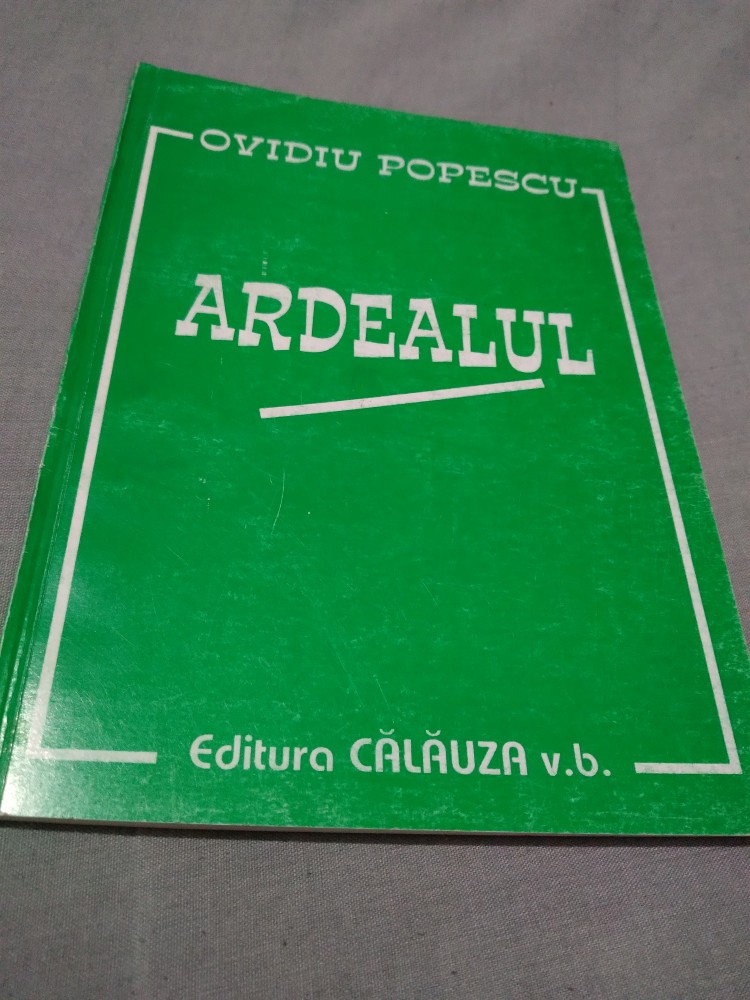 OVIDIU POPESCU
ARDEALUL
Editura CĂLĂUZA v.b.